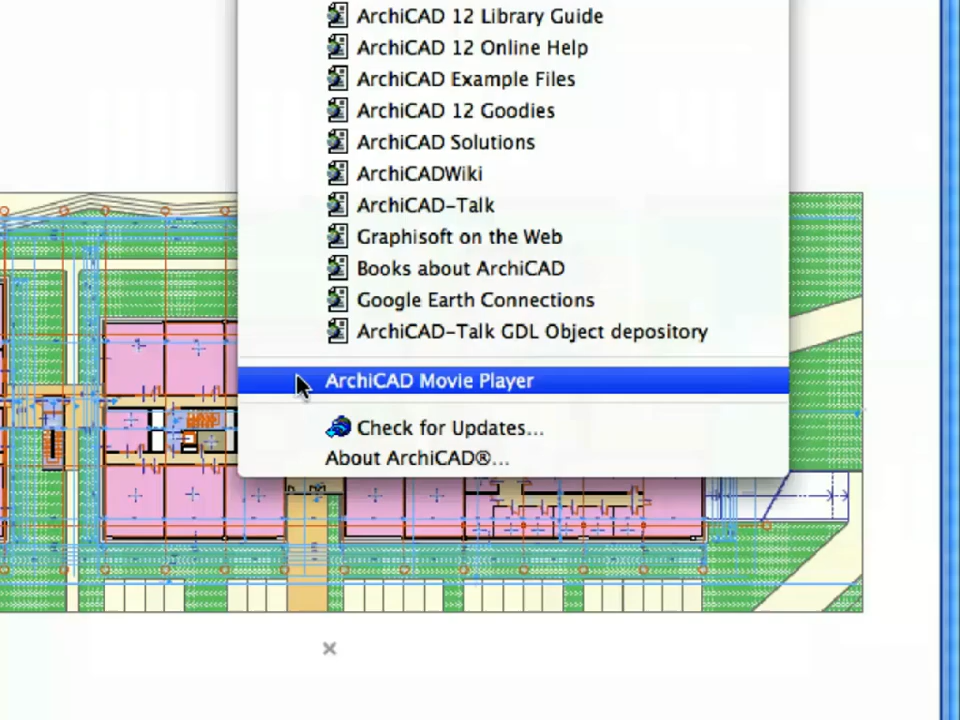 ArchiCAD 12 Library Guide
ArchiCAD 12 Online Help
ArchiCAD Example Files
ArchiCAD 12 Goodies
ArchiCAD Solutions
ArchiCADWiki
ArchiCAD-Talk
Graphisoft on the Web
Books about ArchiCAD
Google Earth Connections
ArchiCAD-Talk GDL Object depository
ArchiCAD Movie Player
Check for Updates...
About ArchiCAD®...